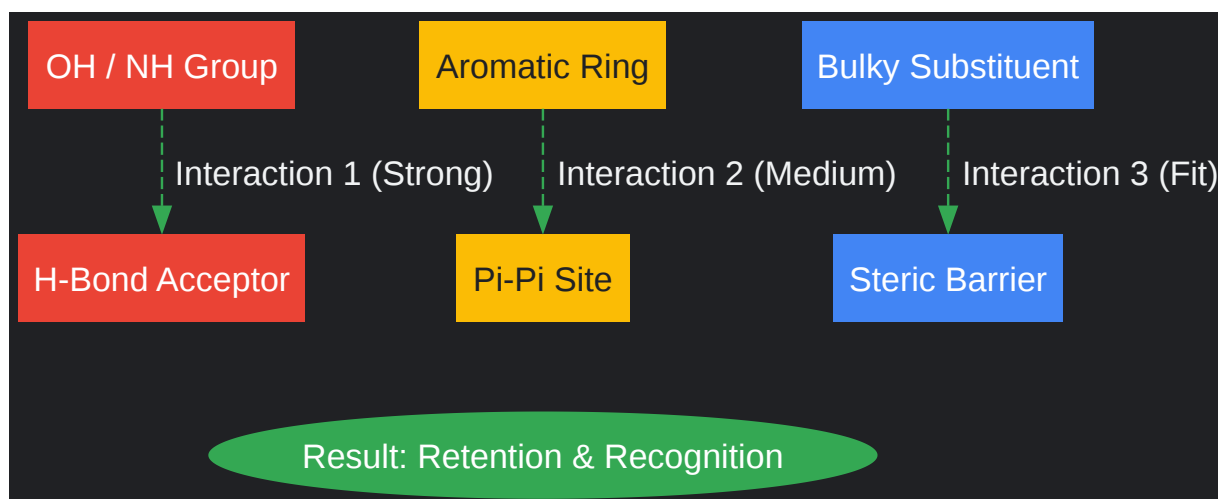 OH / NH Group
Aromatic Ring
Bulky Substituent
Interaction 1 (Strong)
Interaction 2 (Medium)
Interaction 3 (Fit)
H-Bond Acceptor
Pi-Pi Site
Steric Barrier
Result: Retention & Recognition